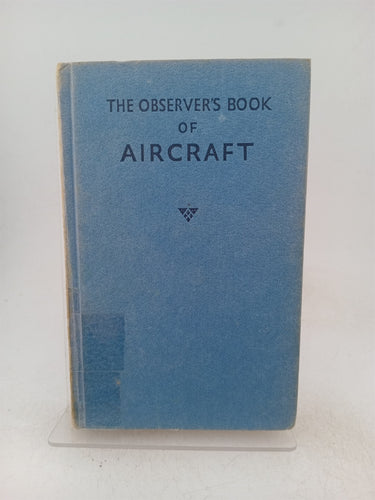 THE OBSERVER'S BOOK
OF
AIRCRAFT